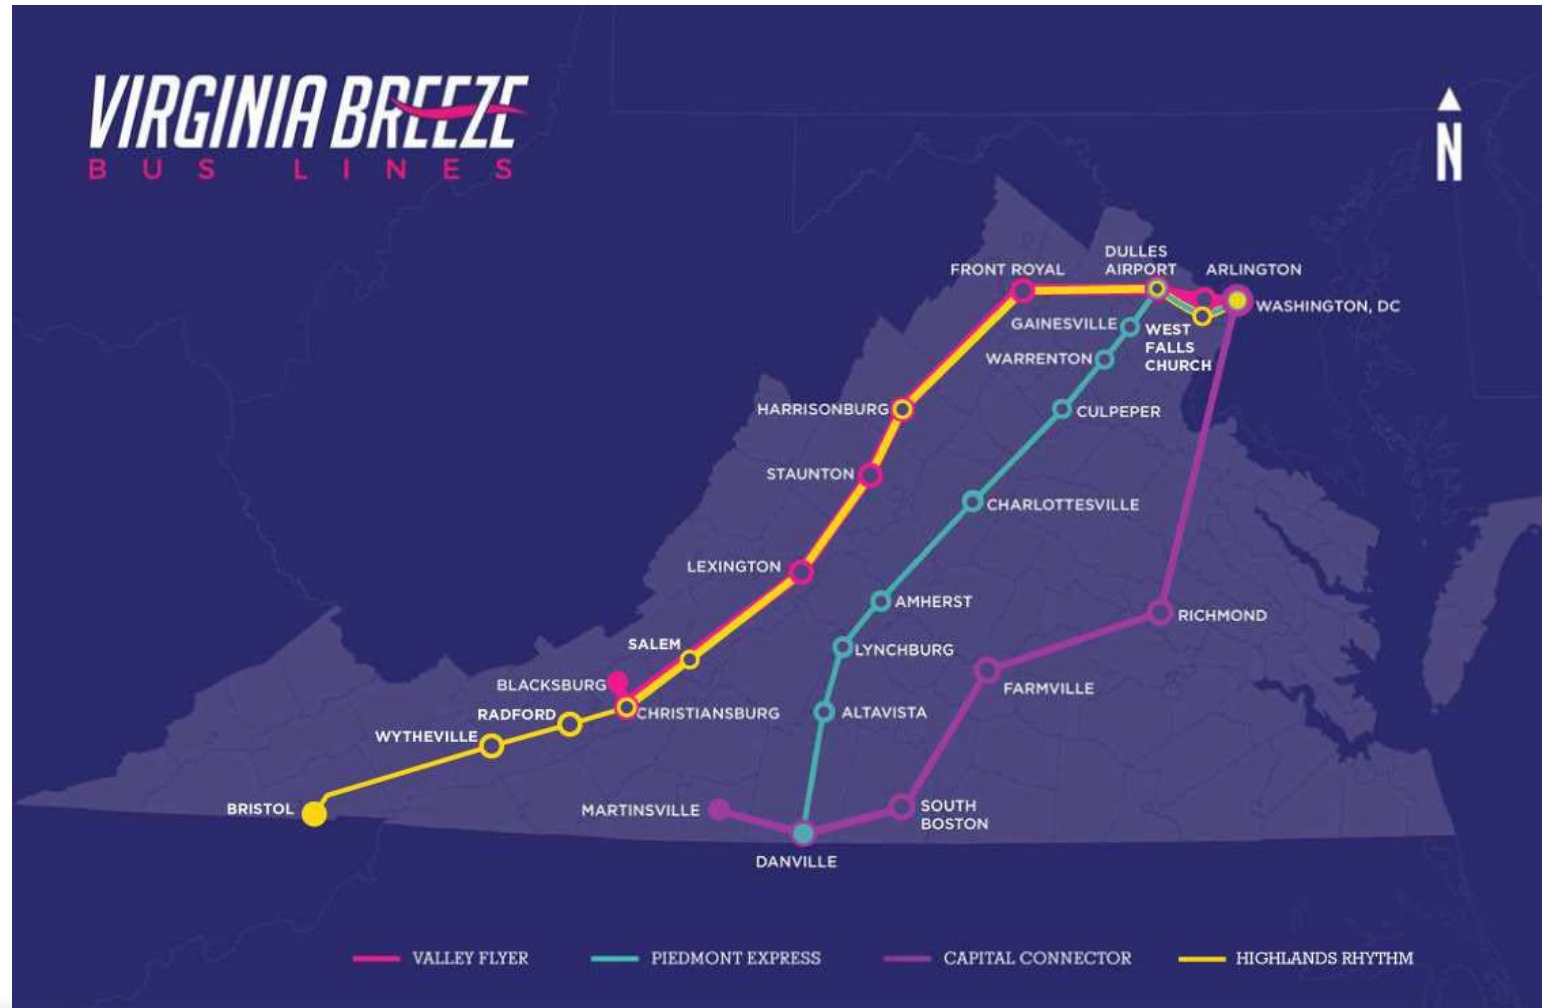 VIRGINIA BREEZE
BUS LINES
N
DULLES
AIRPORT
FRONT ROYAL
ARLINGTON
WASHINGTON, DC
GAINESVILLE
WEST
FALLS
CHURCH
WARRENTON
HARRISONBURG
CULPEPER
STAUNTON
CHARLOTTESVILLE
LEXINGTON
AMHERST
RICHMOND
SALEM
LYNCHBURG
BLACKSBURG
FARMVILLE
RADFORD
CHRISTIANSBURG
ALTAVISTA
WYTHEVILLE
BRISTOL
MARTINSVILLE
SOUTH
BOSTON
DANVILLE
VALLEY FLYER
PIEDMONT EXPRESS
CAPITAL CONNECTOR
HIGHLANDS RHYTHM